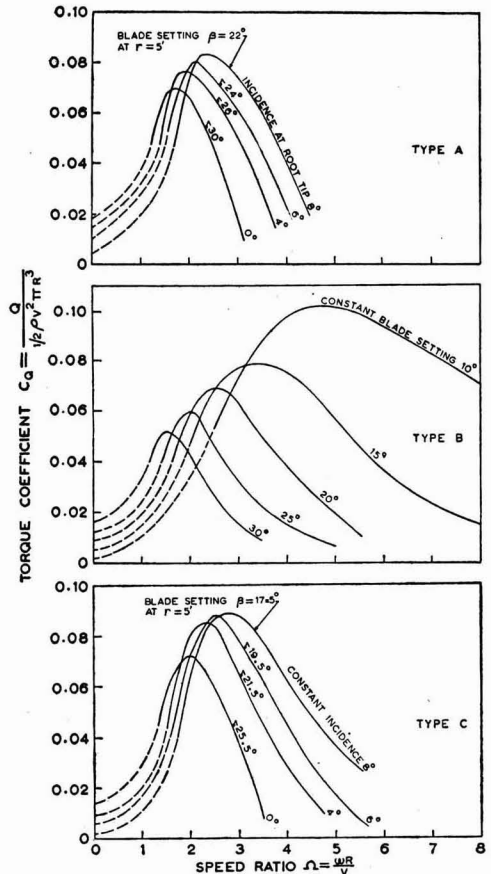 BLADE SETTING β=22°
AT r=5'
0.10
0.08
0.06
0.04
0.02
0
∠24°
∠26°
∠30°
INCIDENCE AT ROOT TIP
0°
4°
6°
8°
TYPE A
TORQUE COEFFICIENT C_Q = Q / ½ρV²πR³
0.10
0.08
0.06
0.04
0.02
0
CONSTANT BLADE SETTING 10°
15°
20°
25°
30°
TYPE B
BLADE SETTING β=17.5°
AT r=5'
0.10
0.08
0.06
0.04
0.02
0
∠19.5°
∠21.5°
∠25.5°
CONSTANT INCIDENCE 8°
0°
4°
6°
TYPE C
0 1 2 3 4 5 6 7 8
SPEED RATIO Ω = ωR/V